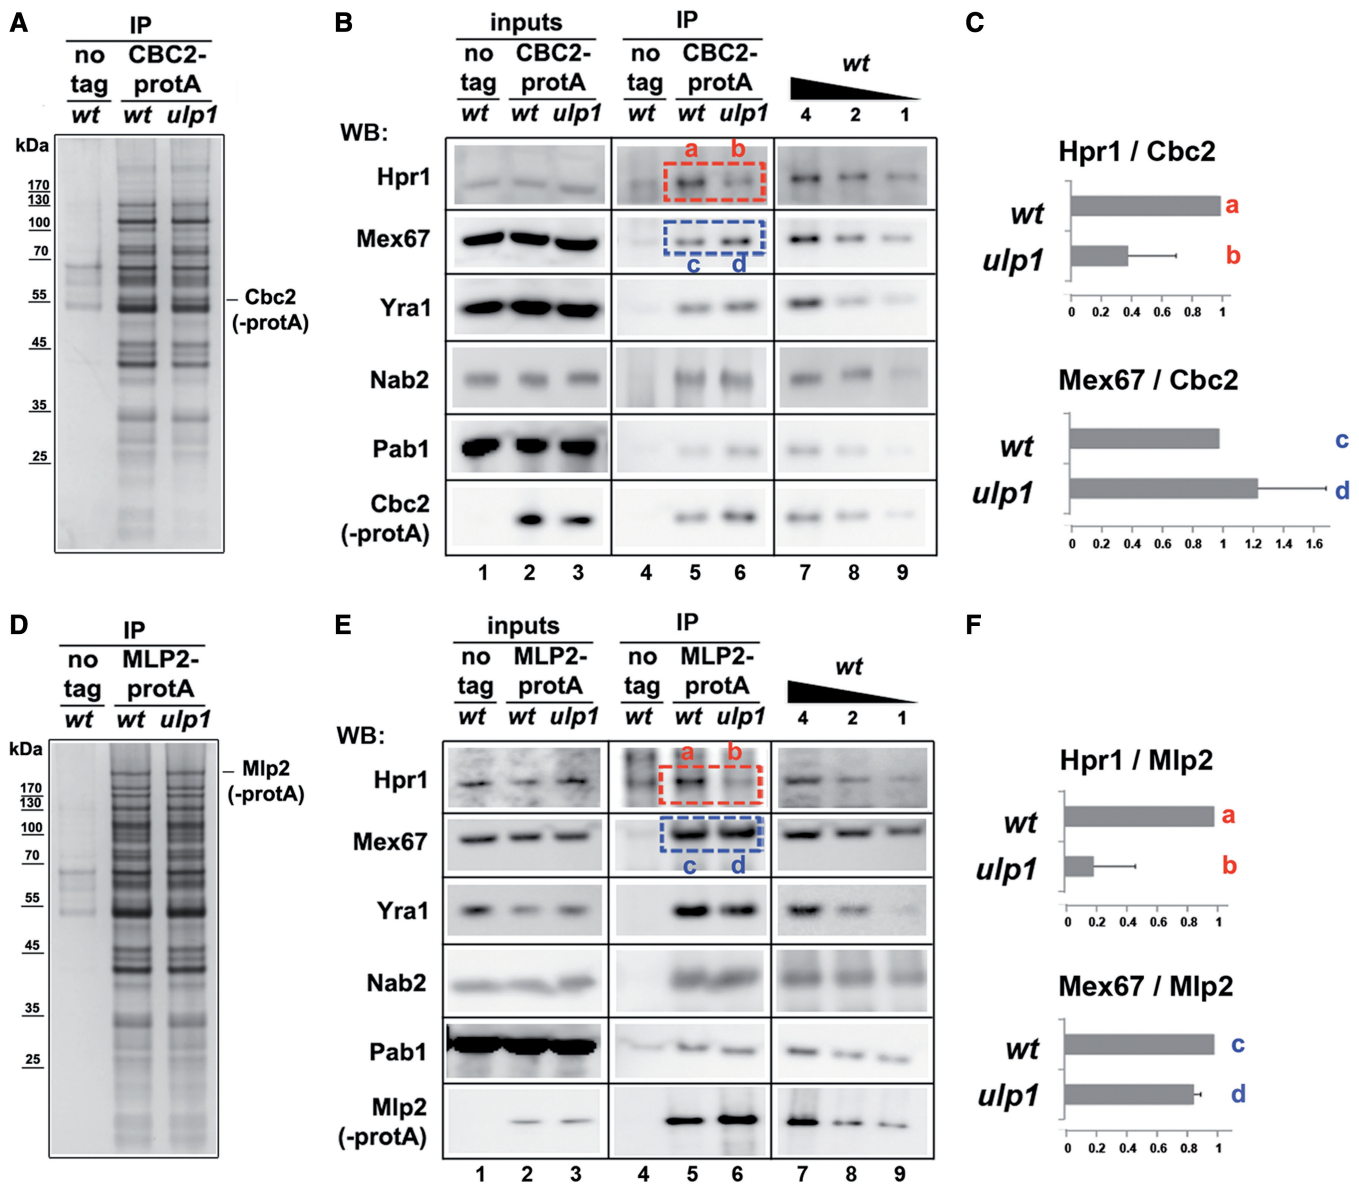 A
IP
no
tag
CBC2-
protA
wt
wt ulp1
kDa
170
130
100
70
55
45
35
25
Cbc2
(-protA)
B
inputs
IP
no
tag
CBC2-
protA
no
tag
CBC2-
protA
wt
wt
wt ulp1
wt
wt ulp1
4 2 1
WB:
a b
Hpr1
Mex67
c d
Yra1
Nab2
Pab1
Cbc2
(-protA)
1 2 3 4 5 6 7 8 9
C
Hpr1 / Cbc2
wt a
ulp1 b
0 0.2 0.4 0.6 0.8 1
Mex67 / Cbc2
wt c
ulp1 d
0 0.2 0.4 0.6 0.8 1 1.2 1.4 1.6
D
IP
no
tag
MLP2-
protA
wt
wt ulp1
kDa
170
130
100
70
55
45
35
25
Mlp2
(-protA)
E
inputs
IP
no
tag
MLP2-
protA
no
tag
MLP2-
protA
wt
wt
wt ulp1
wt
wt ulp1
4 2 1
WB:
a b
Hpr1
Mex67
c d
Yra1
Nab2
Pab1
Mlp2
(-protA)
1 2 3 4 5 6 7 8 9
F
Hpr1 / Mlp2
wt a
ulp1 b
0 0.2 0.4 0.6 0.8 1
Mex67 / Mlp2
wt c
ulp1 d
0 0.2 0.4 0.6 0.8 1